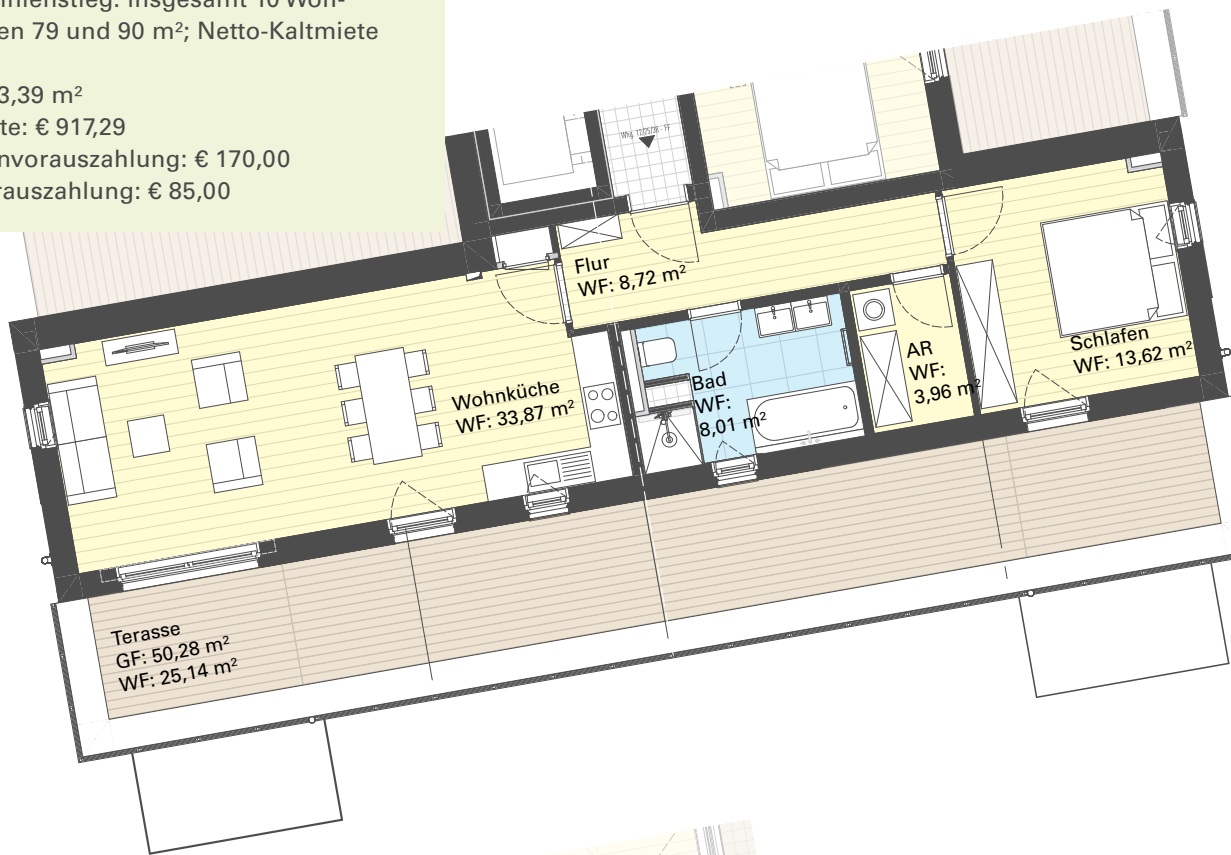 insgesamt 10 Woh-
en 79 und 90 m²; Netto-Kaltmiete
3,39 m²
te: € 917,29
nvorauszahlung: € 170,00
rauszahlung: € 85,00
Flur
WF: 8,72 m²
Schlafen
WF: 13,62 m²
AR
WF:
3,96 m²
Bad
WF:
8,01 m²
Wohnküche
WF: 33,87 m²
Terasse
GF: 50,28 m²
WF: 25,14 m²